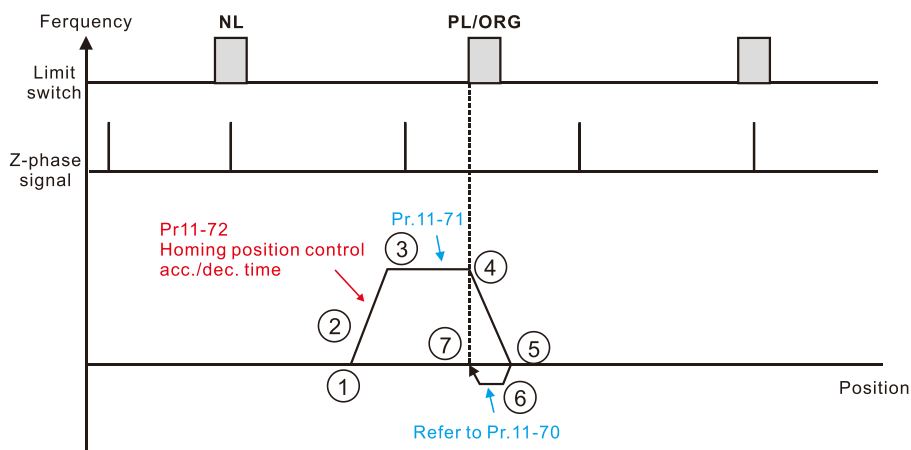 Ferquency
NL
PL/ORG
Limit
switch
Z-phase
signal
Pr11-72
Homing position control
acc./dec. time
Pr.11-71
3
4
2
7
5
1
6
Position
Refer to Pr.11-70